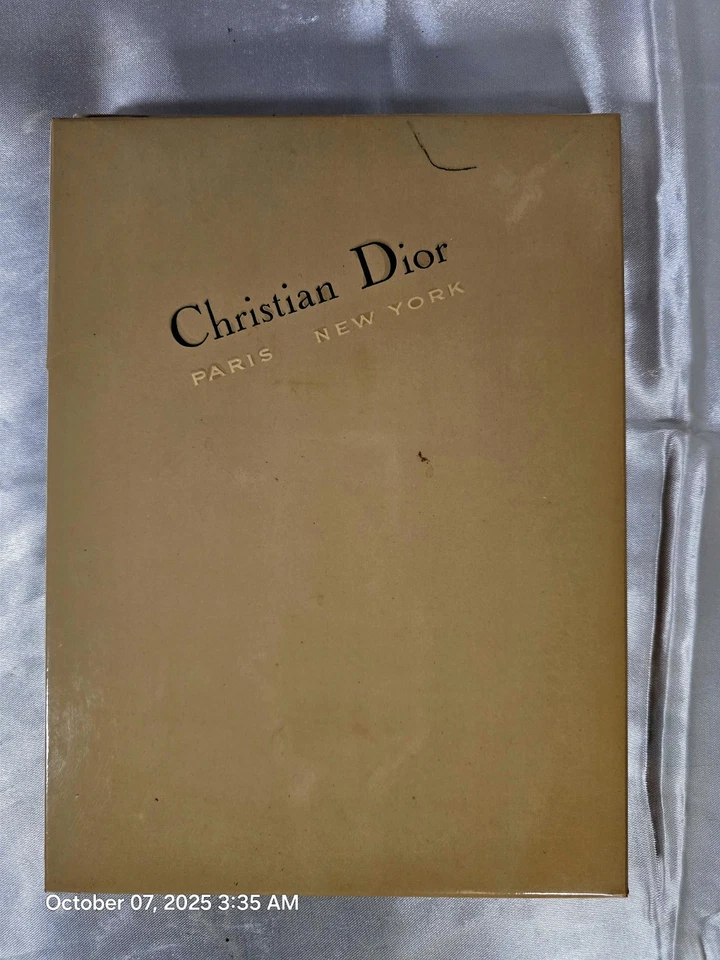 Christian Dior
PARIS NEW YORK
October 07, 2025 3:35 AM